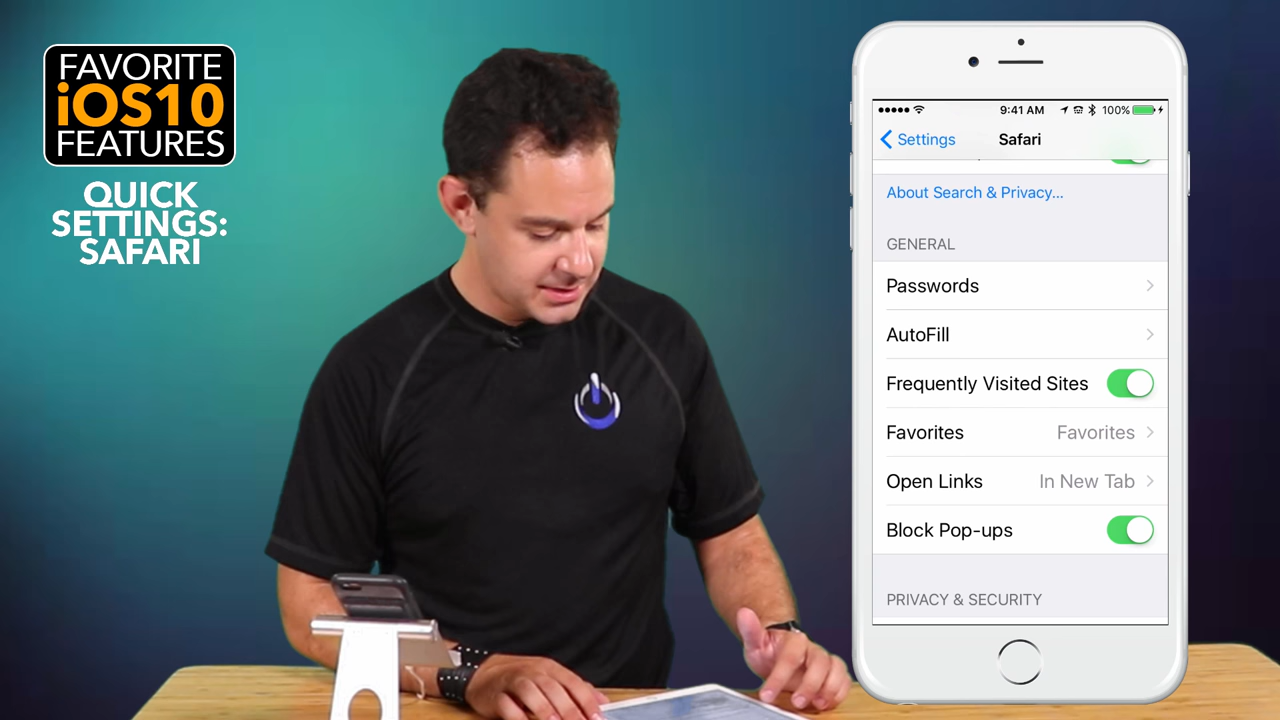 FAVORITE
iOS10
FEATURES
QUICK
SETTINGS:
SAFARI
9:41 AM 100%
Settings Safari
About Search & Privacy...
GENERAL
Passwords
AutoFill
Frequently Visited Sites
Favorites Favorites
Open Links In New Tab
Block Pop-ups
PRIVACY & SECURITY